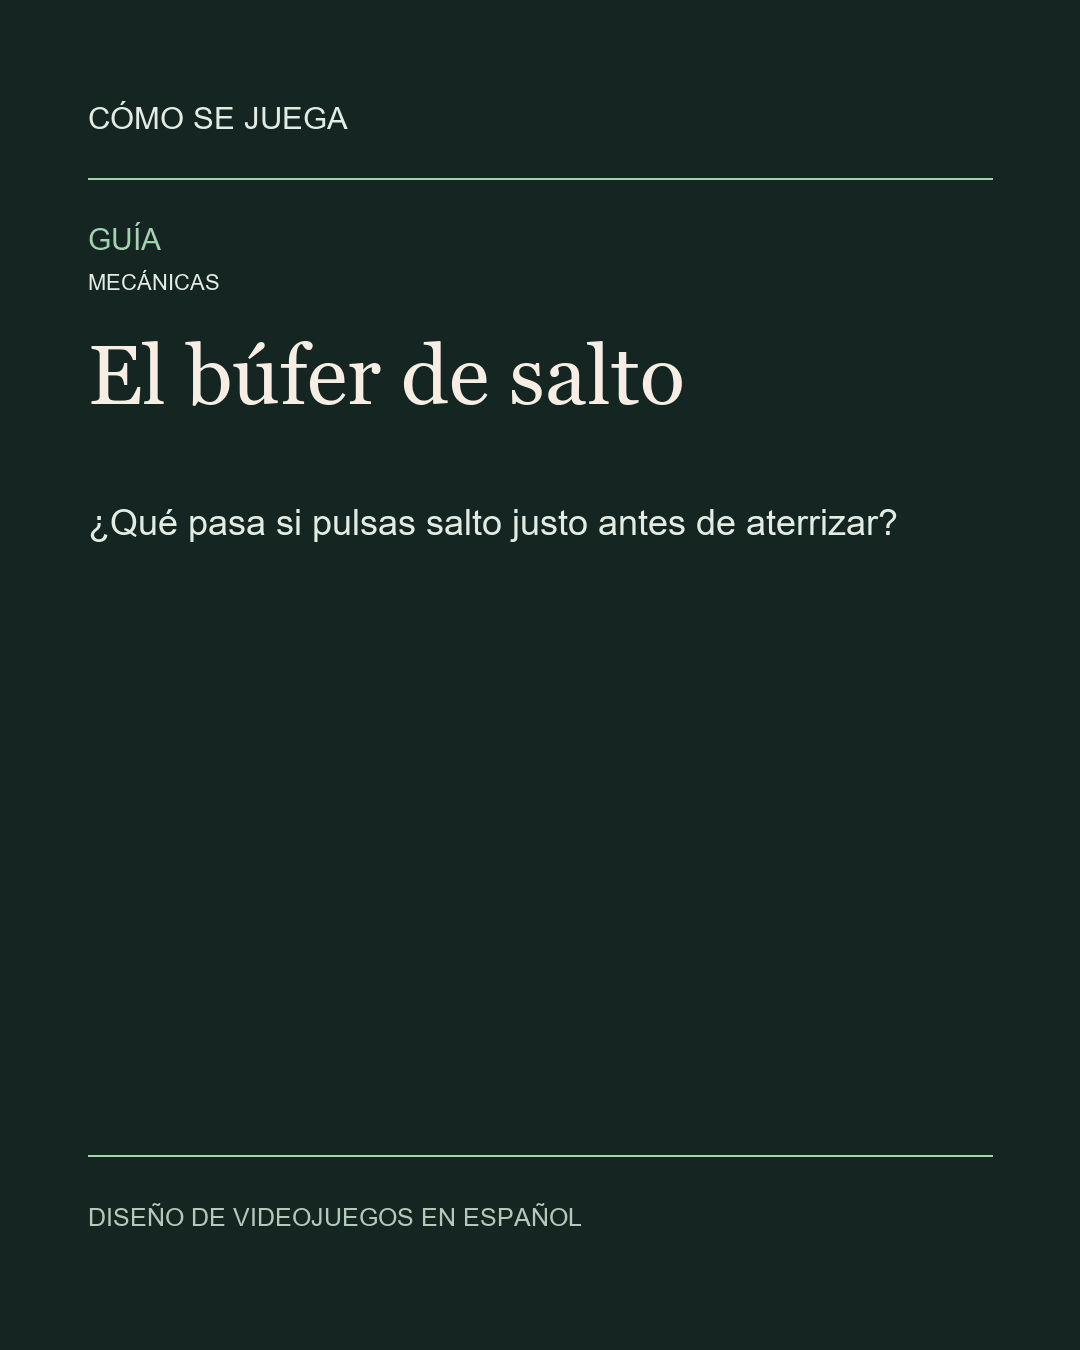 CÓMO SE JUEGA
GUÍA
MECÁNICAS
El búfer de salto
¿Qué pasa si pulsas salto justo antes de aterrizar?
DISEÑO DE VIDEOJUEGOS EN ESPAÑOL